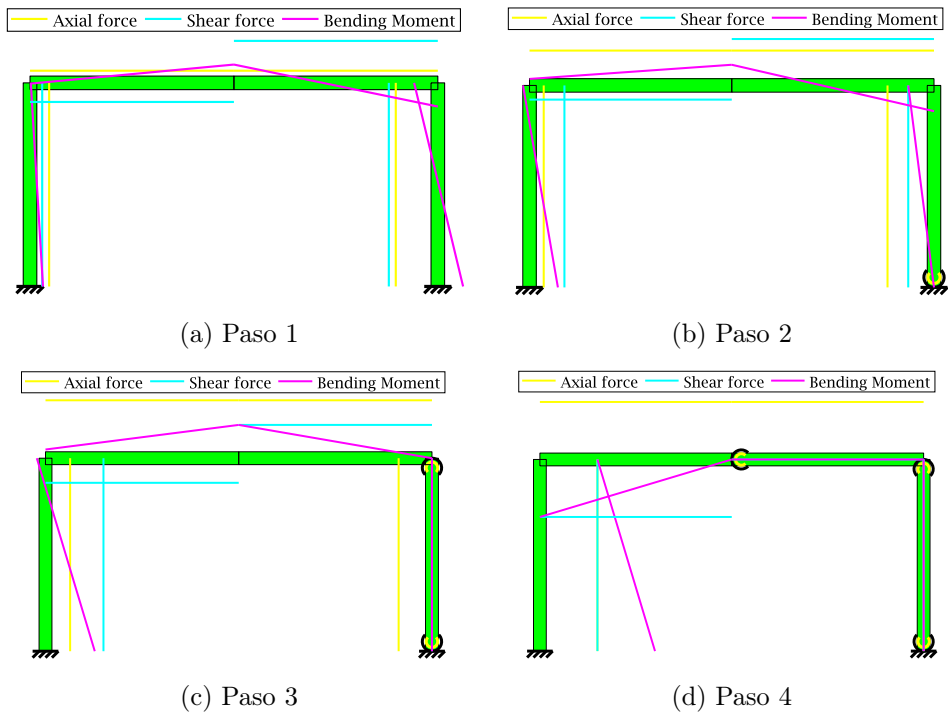 Axial force Shear force Bending Moment
Axial force Shear force Bending Moment
(a) Paso 1
(b) Paso 2
Axial force Shear force Bending Moment
Axial force Shear force Bending Moment
(c) Paso 3
(d) Paso 4